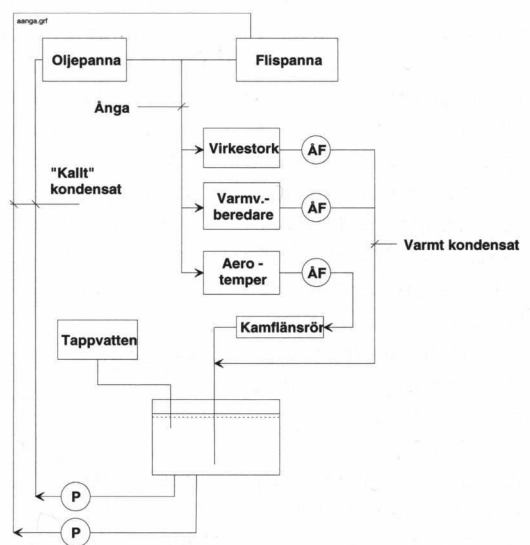 aanga.grf
Oljepanna
Flispanna
Ånga
Virkestork
ÅF
"Kallt"
kondensat
Varmv.-
beredare
ÅF
Varmt kondensat
Aero -
temper
ÅF
Kamflänsrör
Tappvatten
P
P